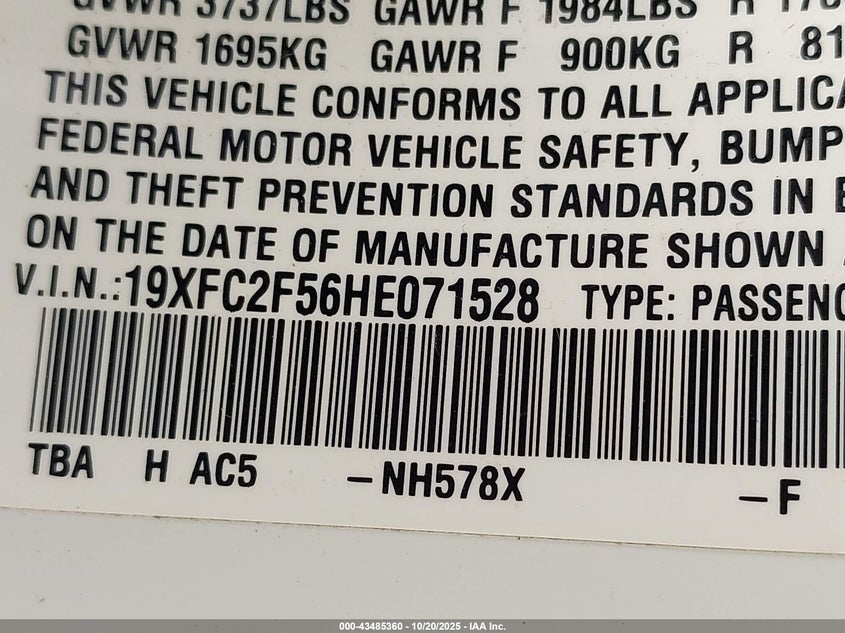 GVWR 3737LBS GAWR F 1984LBS R
GVWR 1695KG GAWR F 900KG R 81
THIS VEHICLE CONFORMS TO ALL APPLICA
FEDERAL MOTOR VEHICLE SAFETY, BUMP
AND THEFT PREVENTION STANDARDS IN E
ON THE DATE OF MANUFACTURE SHOWN
V.I.N.:19XFC2F56HE071528 TYPE: PASSENG
TBA H AC5 –NH578X –F
000-43485360 - 10/20/2025 - IAA Inc.